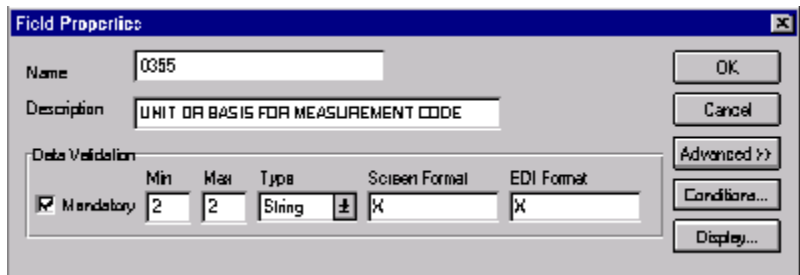 Field Properties
Name 0355 OK
Description UNIT OR BASIS FOR MEASUREMENT CODE Cancel
Data Validation Advanced >>
Min Max Type Screen Format EDI Format
Mandatory 2 2 String X X Conditions...
Display...